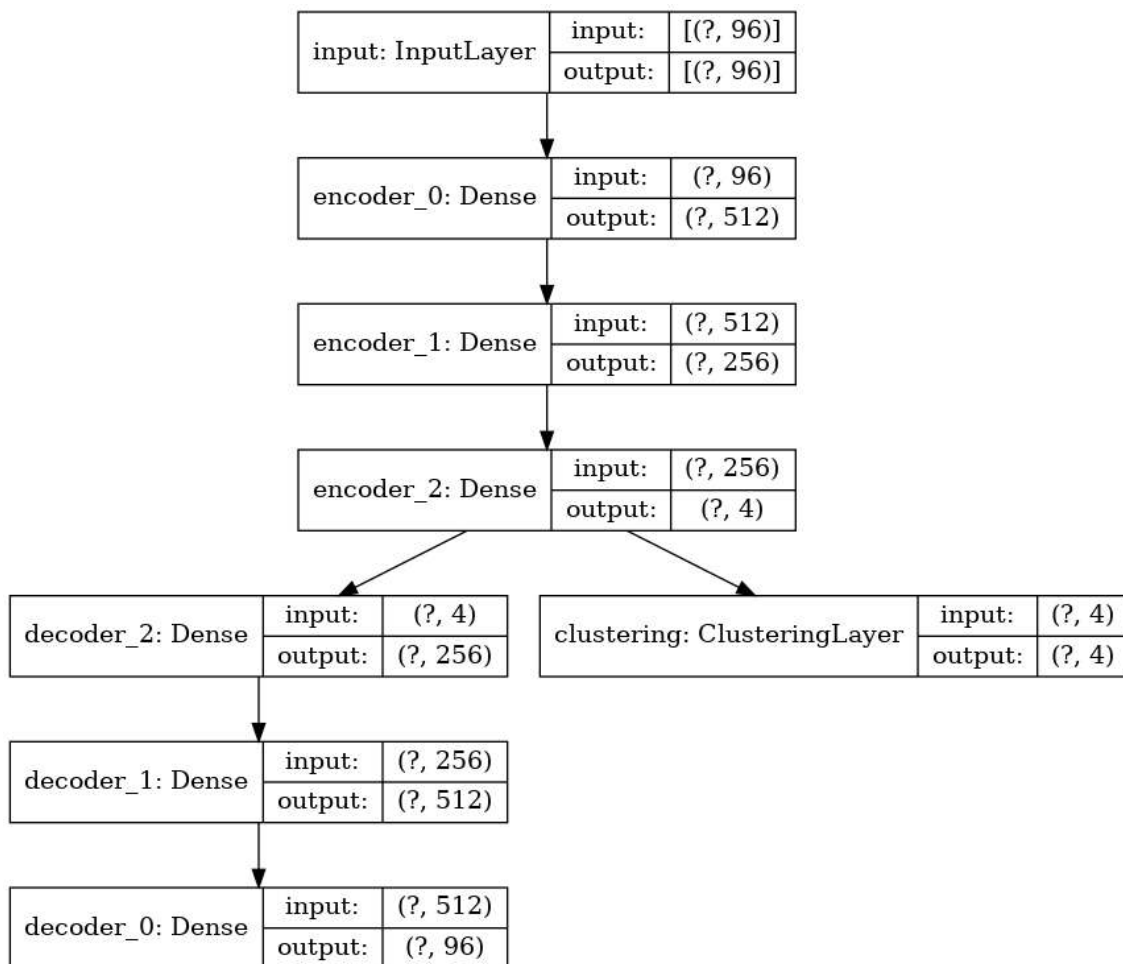 input: InputLayer
input: [(?, 96)]
output: [(?, 96)]
encoder_0: Dense
input: (?, 96)
output: (?, 512)
encoder_1: Dense
input: (?, 512)
output: (?, 256)
encoder_2: Dense
input: (?, 256)
output: (?, 4)
decoder_2: Dense
input: (?, 4)
output: (?, 256)
clustering: ClusteringLayer
input: (?, 4)
output: (?, 4)
decoder_1: Dense
input: (?, 256)
output: (?, 512)
decoder_0: Dense
input: (?, 512)
output: (?, 96)